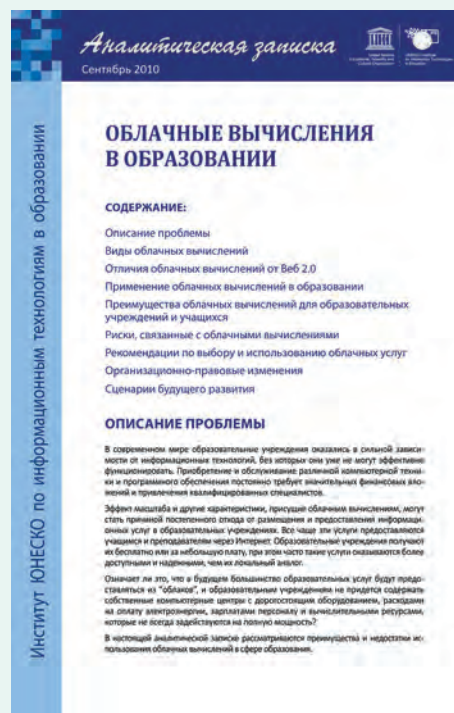 Аналитическая записка
Сентябрь 2010
Институт ЮНЕСКО по информационным технологиям в образовании
ОБЛАЧНЫЕ ВЫЧИСЛЕНИЯ
В ОБРАЗОВАНИИ
СОДЕРЖАНИЕ:
Описание проблемы
Виды облачных вычислений
Отличия облачных вычислений от Веб 2.0
Применение облачных вычислений в образовании
Преимущества облачных вычислений для образовательных
учреждений и учащихся
Риски, связанные с облачными вычислениями
Рекомендации по выбору и использованию облачных услуг
Организационно-правовые изменения
Сценарии будущего развития
ОПИСАНИЕ ПРОБЛЕМЫ
В современном мире образовательные учреждения оказались в сильной зависи-
мости от информационных технологий, без которых они уже не могут эффективно
функционировать. Приобретение и обслуживание различной компьютерной техни-
ки и программного обеспечения постоянно требует значительных финансовых вло-
жений и привлечения квалифицированных специалистов.
Эффект масштаба и другие характеристики, присущие облачным вычислениям, могут
стать причиной постепенного отхода от размещения и предоставления информаци-
онных услуг в образовательных учреждениях. Все чаще эти услуги предоставляются
учащимся и преподавателям через Интернет. Образовательные учреждения получают
их бесплатно или за небольшую плату, при этом часто такие услуги оказываются более
доступными и надежными, чем их локальный аналог.
Означает ли это, что в будущем большинство образовательных услуг будут предо-
ставляться из "облаков", и образовательным учреждениям не придется содержать
собственные компьютерные центры с дорогостоящим оборудованием, расходами
на оплату электроэнергии, зарплатами персоналу и вычислительными ресурсами,
которые не всегда задействуются на полную мощность?
В настоящей аналитической записке рассматриваются преимущества и недостатки ис-
пользования облачных вычислений в сфере образования.